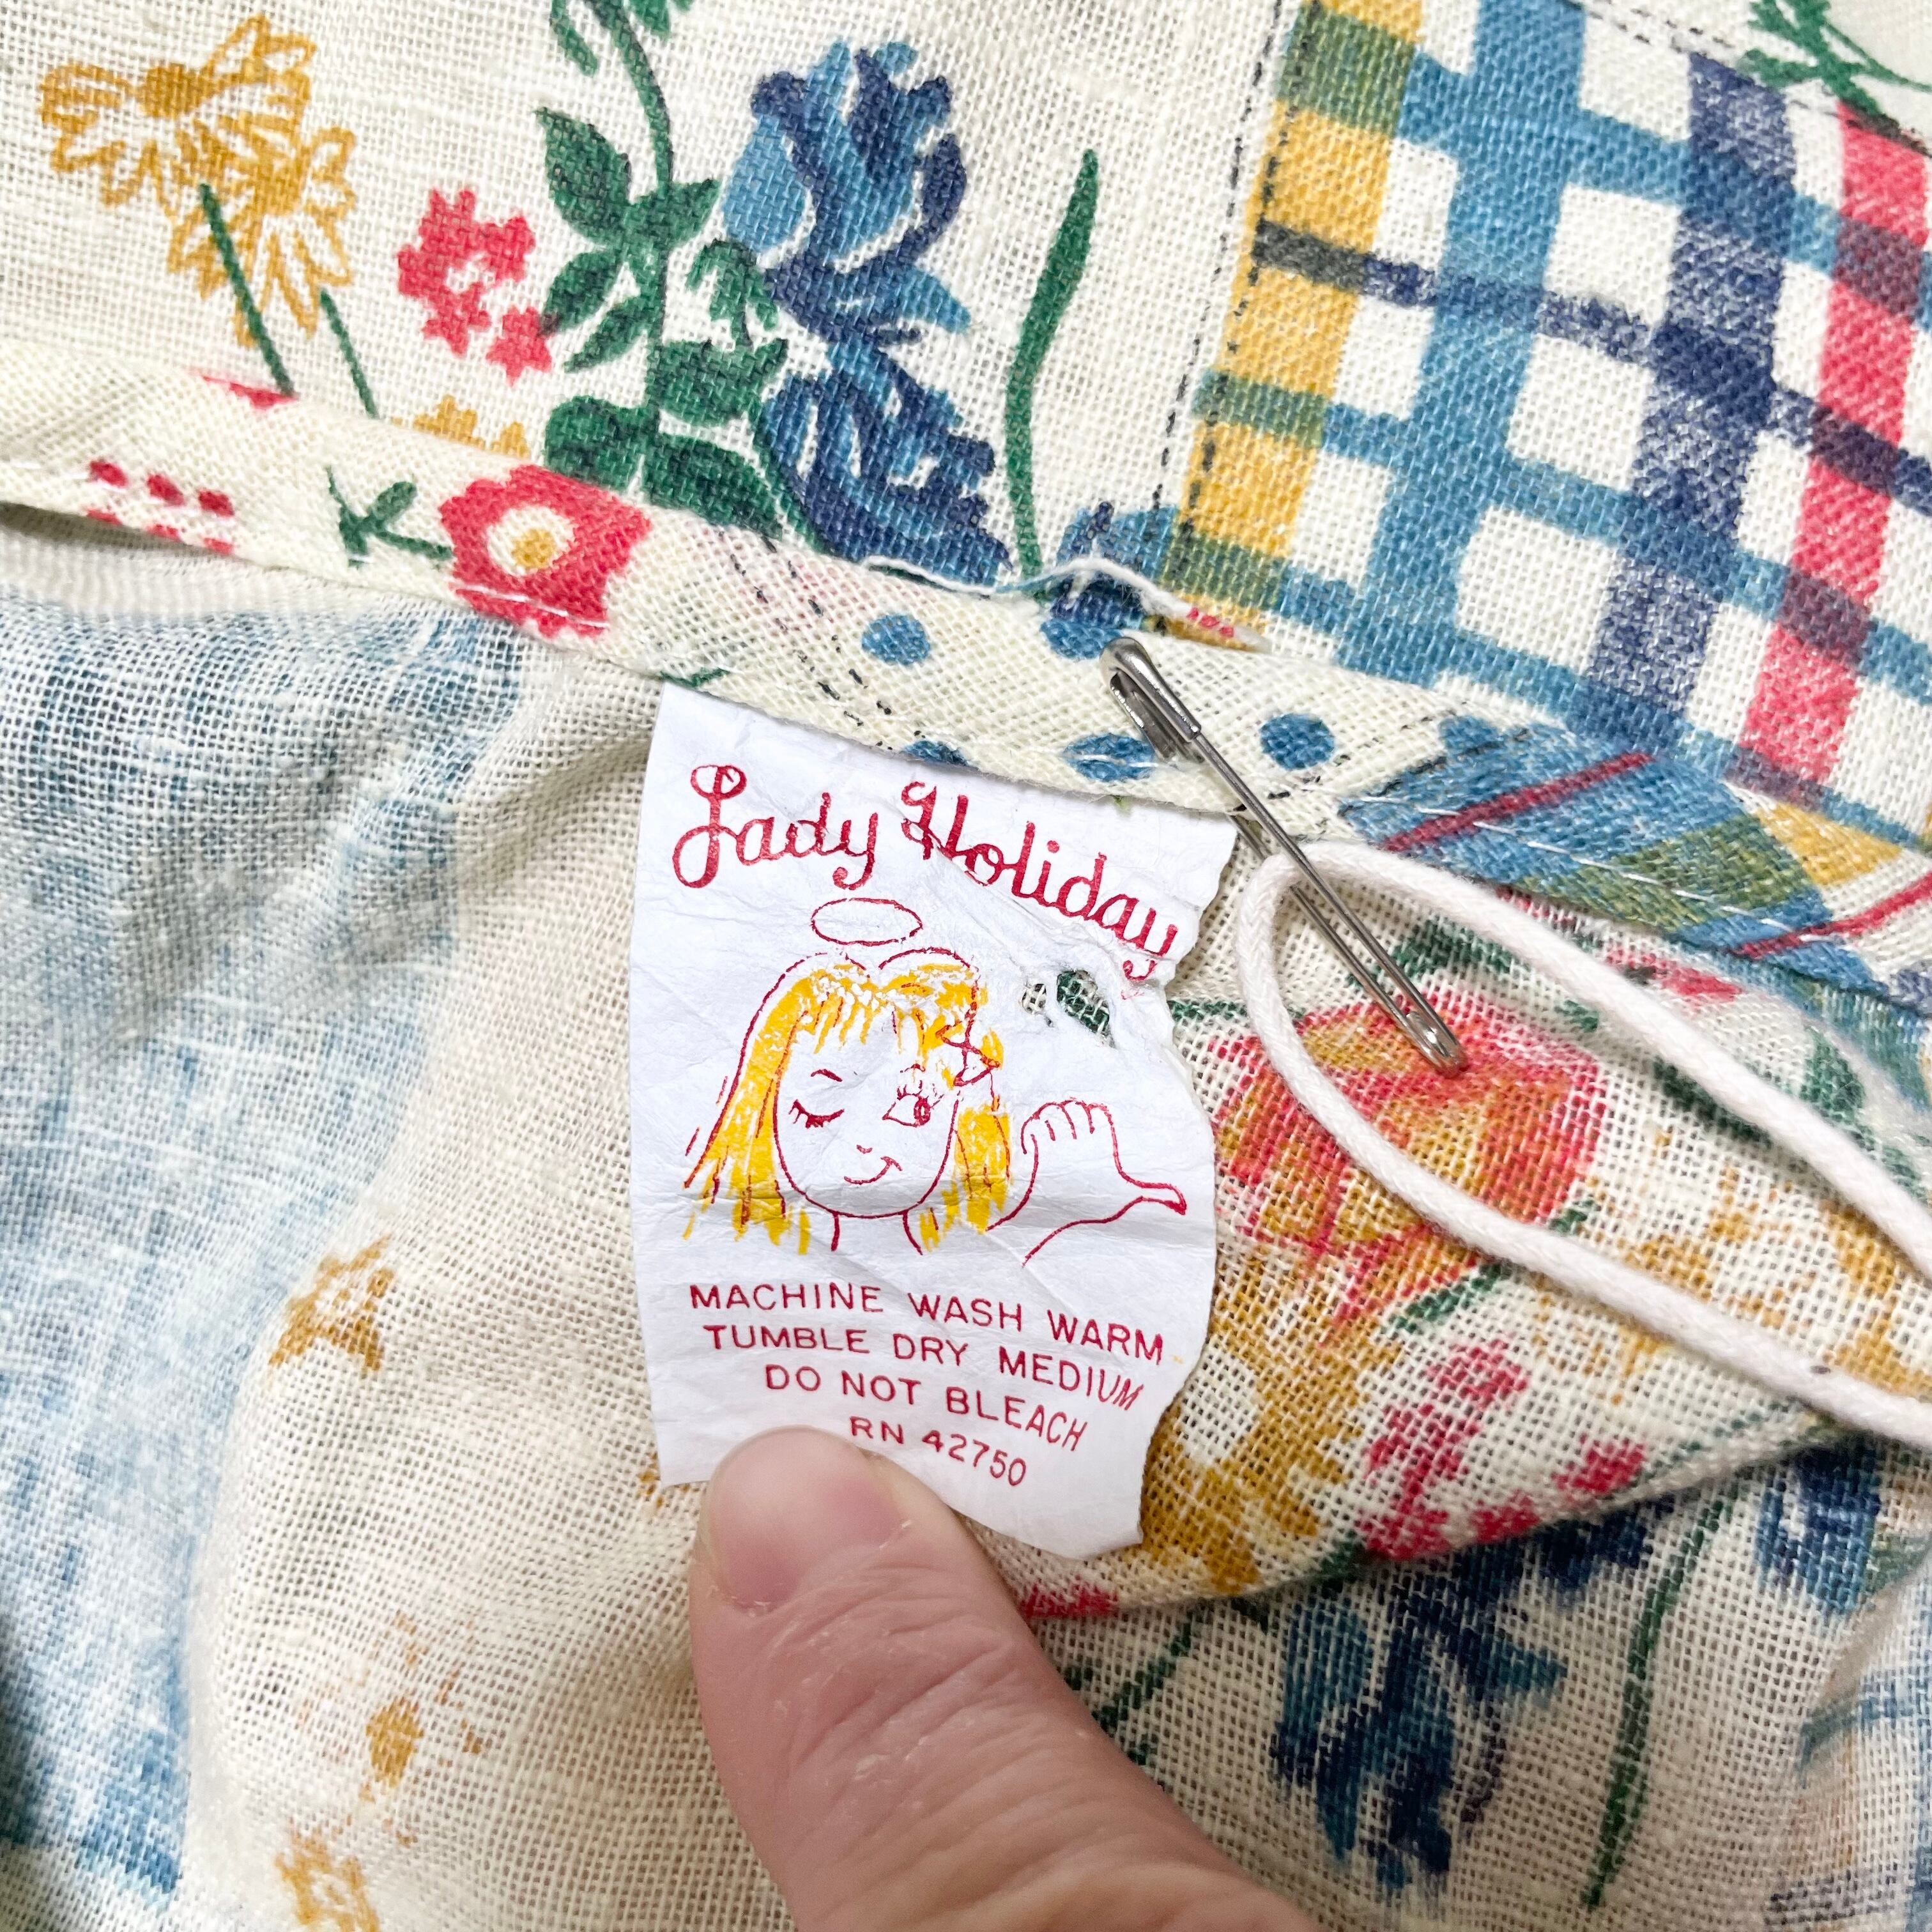 Lady Holiday
MACHINE WASH WARM
TUMBLE DRY MEDIUM
DO NOT BLEACH
RN 42750